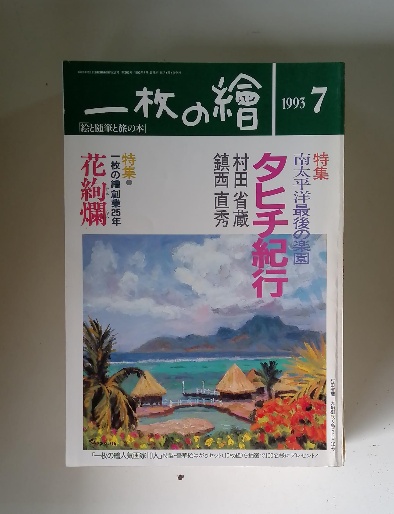 一枚の繪
1993 7
[絵と随筆と旅の本]
特集
南太平洋最後の楽園
タヒチ紀行
村田省蔵
鎮西直秀
特集●
一枚の繪創業25年
花絢爛